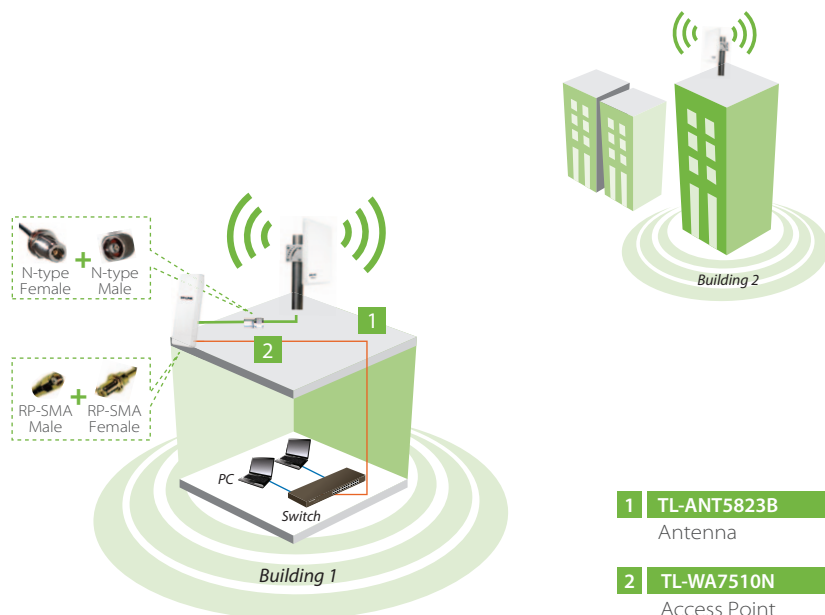 Building 2
N-type + N-type
Female Male
1
2
RP-SMA + RP-SMA
Male Female
PC
Switch
Building 1
1 TL-ANT5823B
Antenna
2 TL-WA7510N
Access Point